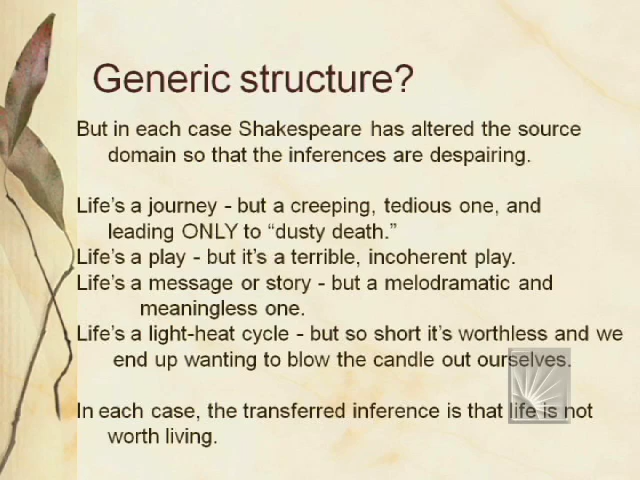 Generic structure?
But in each case Shakespeare has altered the source
domain so that the inferences are despairing.
Life's a journey - but a creeping, tedious one, and
leading ONLY to “dusty death.”
Life's a play - but it's a terrible, incoherent play.
Life's a message or story - but a melodramatic and
meaningless one.
Life's a light-heat cycle - but so short it's worthless and we
end up wanting to blow the candle out ourselves.
In each case, the transferred inference is that life is not
worth living.